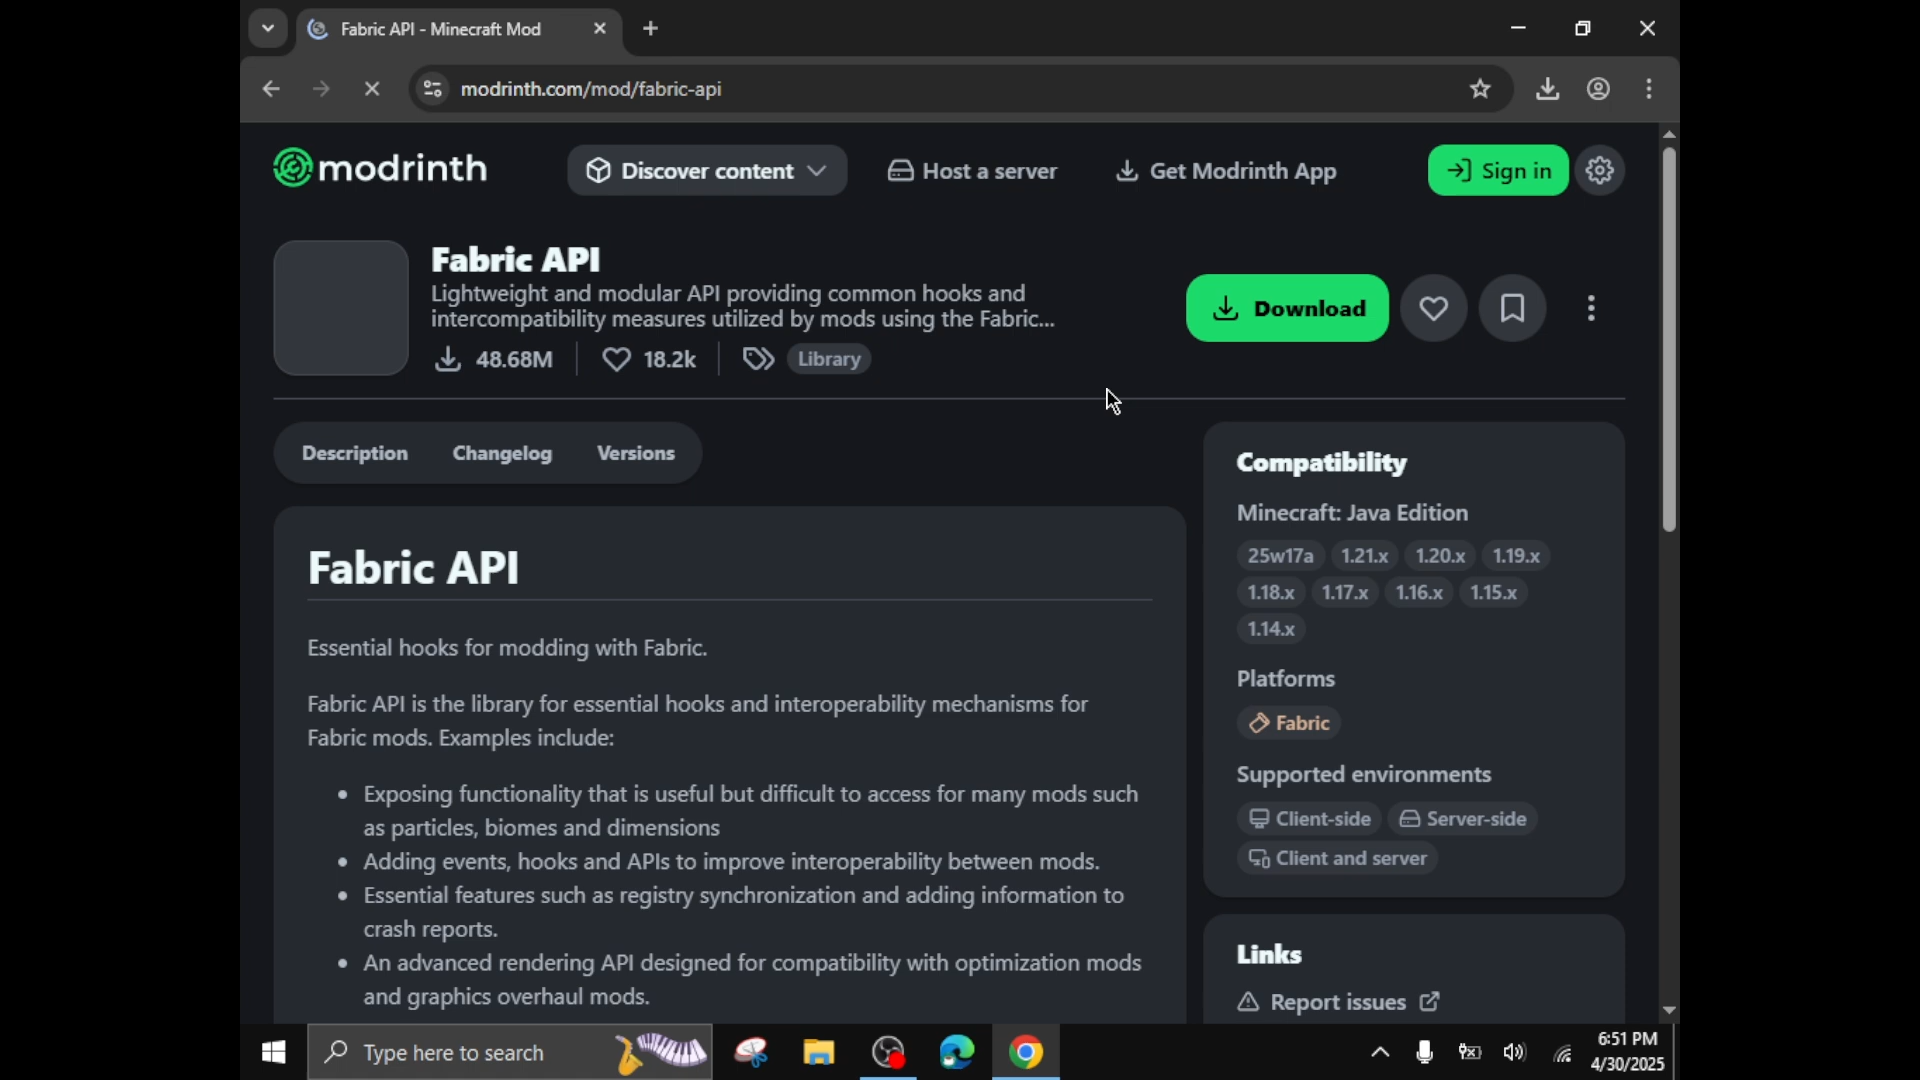 Fabric API - Minecraft Mod
modrinth.com/mod/fabric-api
modrinth
Discover content
Host a server
Get Modrinth App
Sign in
Fabric API
Lightweight and modular API providing common hooks and
intercompatibility measures utilized by mods using the Fabric...
48.68M
18.2k
Library
Download
Description
Changelog
Versions
Fabric API
Essential hooks for modding with Fabric.
Fabric API is the library for essential hooks and interoperability mechanisms for
Fabric mods. Examples include:
• Exposing functionality that is useful but difficult to access for many mods such
as particles, biomes and dimensions
• Adding events, hooks and APIs to improve interoperability between mods.
• Essential features such as registry synchronization and adding information to
crash reports.
• An advanced rendering API designed for compatibility with optimization mods
and graphics overhaul mods.
Compatibility
Minecraft: Java Edition
25w17a 1.21.x 1.20.x 1.19.x
1.18.x 1.17.x 1.16.x 1.15.x
1.14.x
Platforms
Fabric
Supported environments
Client-side Server-side
Client and server
Links
Report issues
Type here to search
6:51 PM
4/30/2025